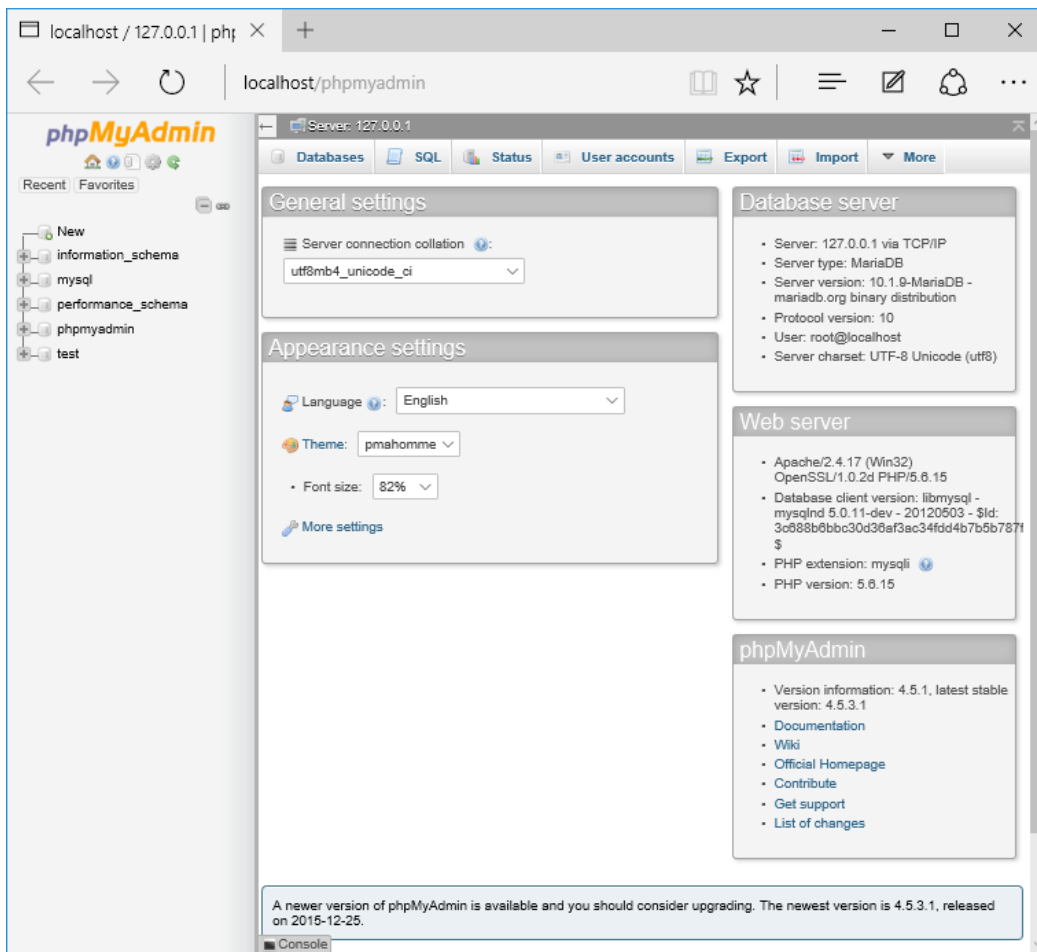 localhost / 127.0.0.1 | php
localhost/phpmyadmin
phpMyAdmin
Recent Favorites
New
information_schema
mysql
performance_schema
phpmyadmin
test
Server: 127.0.0.1
Databases SQL Status User accounts Export Import More
General settings
Server connection collation :
utf8mb4_unicode_ci
Appearance settings
Language : English
Theme: pmahomme
• Font size: 82%
More settings
Database server
• Server: 127.0.0.1 via TCP/IP
• Server type: MariaDB
• Server version: 10.1.9-MariaDB -
mariadb.org binary distribution
• Protocol version: 10
• User: root@localhost
• Server charset: UTF-8 Unicode (utf8)
Web server
• Apache/2.4.17 (Win32)
OpenSSL/1.0.2d PHP/5.6.15
• Database client version: libmysql -
mysqlnd 5.0.11-dev - 20120503 - $Id:
$
• PHP extension: mysqli
• PHP version: 5.6.15
phpMyAdmin
• Version information: 4.5.1, latest stable
version: 4.5.3.1
• Documentation
• Wiki
• Official Homepage
• Contribute
• Get support
• List of changes
A newer version of phpMyAdmin is available and you should consider upgrading. The newest version is 4.5.3.1, released
on 2015-12-25.
Console